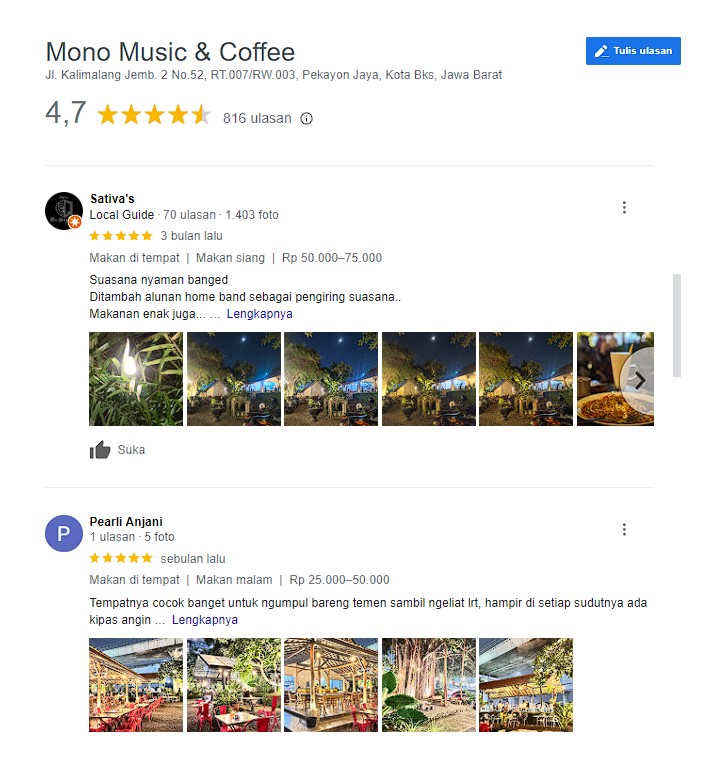 Mono Music & Coffee
Tulis ulasan
Jl. Kalimalang Jemb. 2 No.52, RT.007/RW.003, Pekayon Jaya, Kota Bks, Jawa Barat
4,7 816 ulasan
Sativa's
Local Guide · 70 ulasan · 1.403 foto
3 bulan lalu
Makan di tempat | Makan siang | Rp 50.000–75.000
Suasana nyaman banged
Ditambah alunan home band sebagai pengiring suasana..
Makanan enak juga... … Lengkapnya
Suka
P
Pearli Anjani
1 ulasan · 5 foto
sebulan lalu
Makan di tempat | Makan malam | Rp 25.000–50.000
Tempatnya cocok banget untuk ngumpul bareng temen sambil ngeliat lrt, hampir di setiap sudutnya ada
kipas angin … Lengkapnya